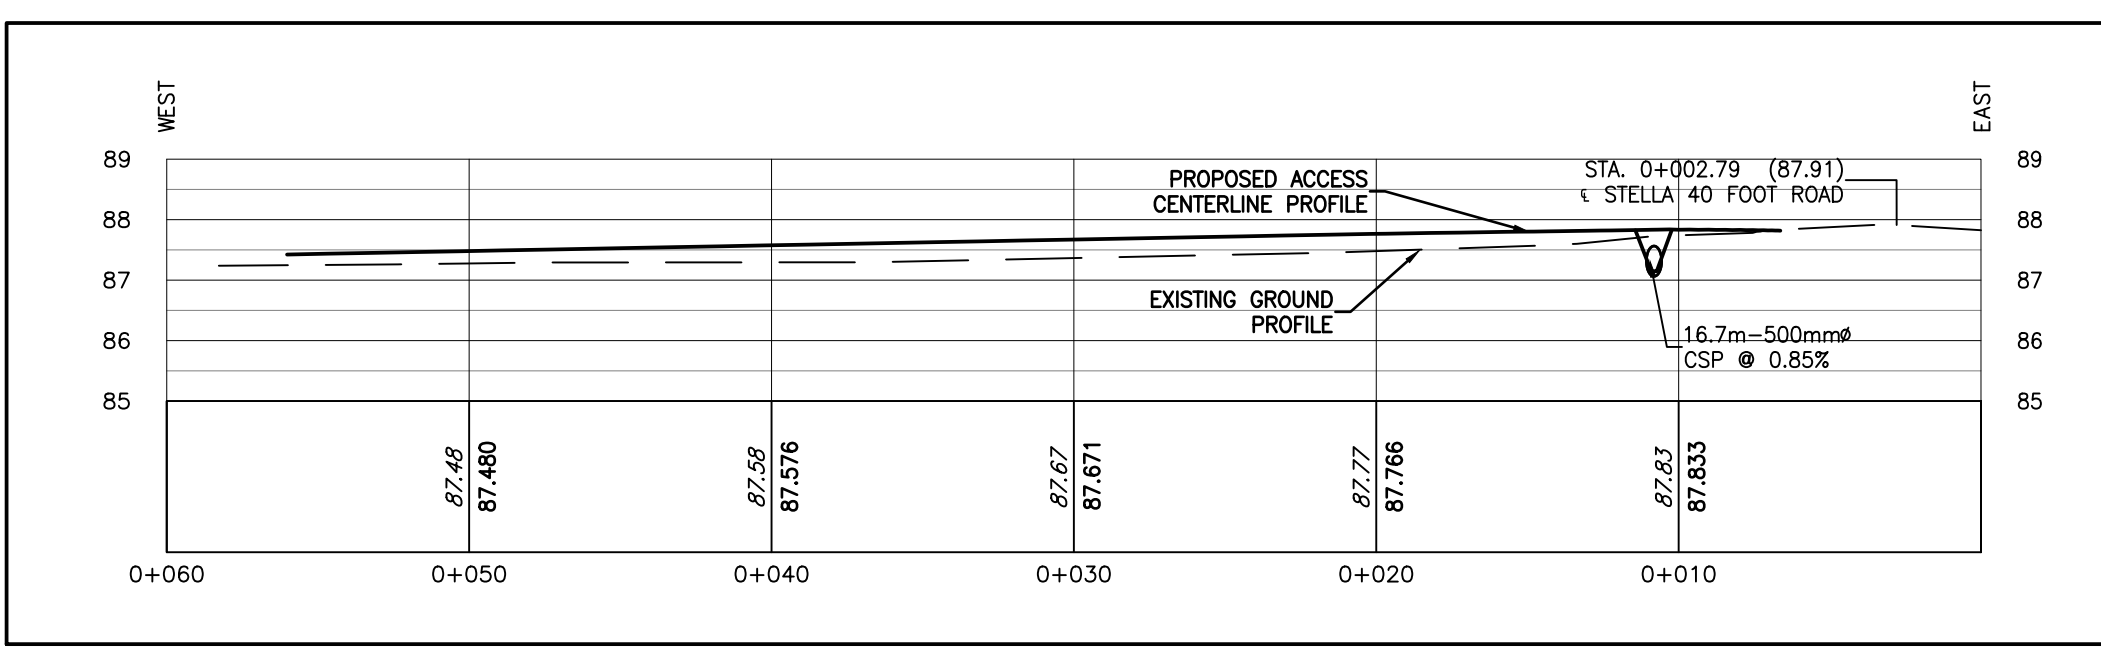 WEST
EAST
89
88
87
86
85
89
88
87
86
85
PROPOSED ACCESS
CENTERLINE PROFILE
STA. 0+002.79 (87.91)
℄ STELLA 40 FOOT ROAD
EXISTING GROUND
PROFILE
16.7m-500mmø
CSP @ 0.85%
87.48
87.480
87.58
87.576
87.67
87.671
87.77
87.766
87.83
87.833
0+060
0+050
0+040
0+030
0+020
0+010